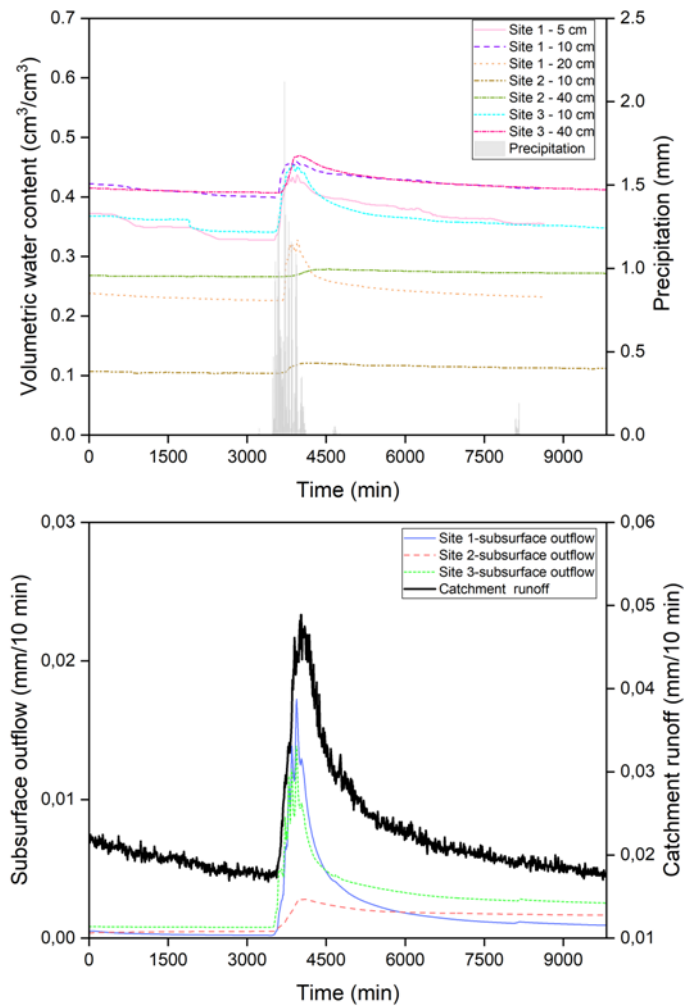 0.7
0.6
0.5
0.4
0.3
0.2
0.1
0.0
Volumetric water content (cm³/cm³)
Site 1 - 5 cm
Site 1 - 10 cm
Site 1 - 20 cm
Site 2 - 10 cm
Site 2 - 40 cm
Site 3 - 10 cm
Site 3 - 40 cm
Precipitation
2.5
2.0
1.5
1.0
0.5
0.0
Precipitation (mm)
0 1500 3000 4500 6000 7500 9000
Time (min)
0,03
0,02
0,01
0,00
Subsurface outflow (mm/10 min)
Site 1-subsurface outflow
Site 2-subsurface outflow
Site 3-subsurface outflow
Catchment runoff
0,06
0,05
0,04
0,03
0,02
0,01
Catchment runoff (mm/10 min)
0 1500 3000 4500 6000 7500 9000
Time (min)